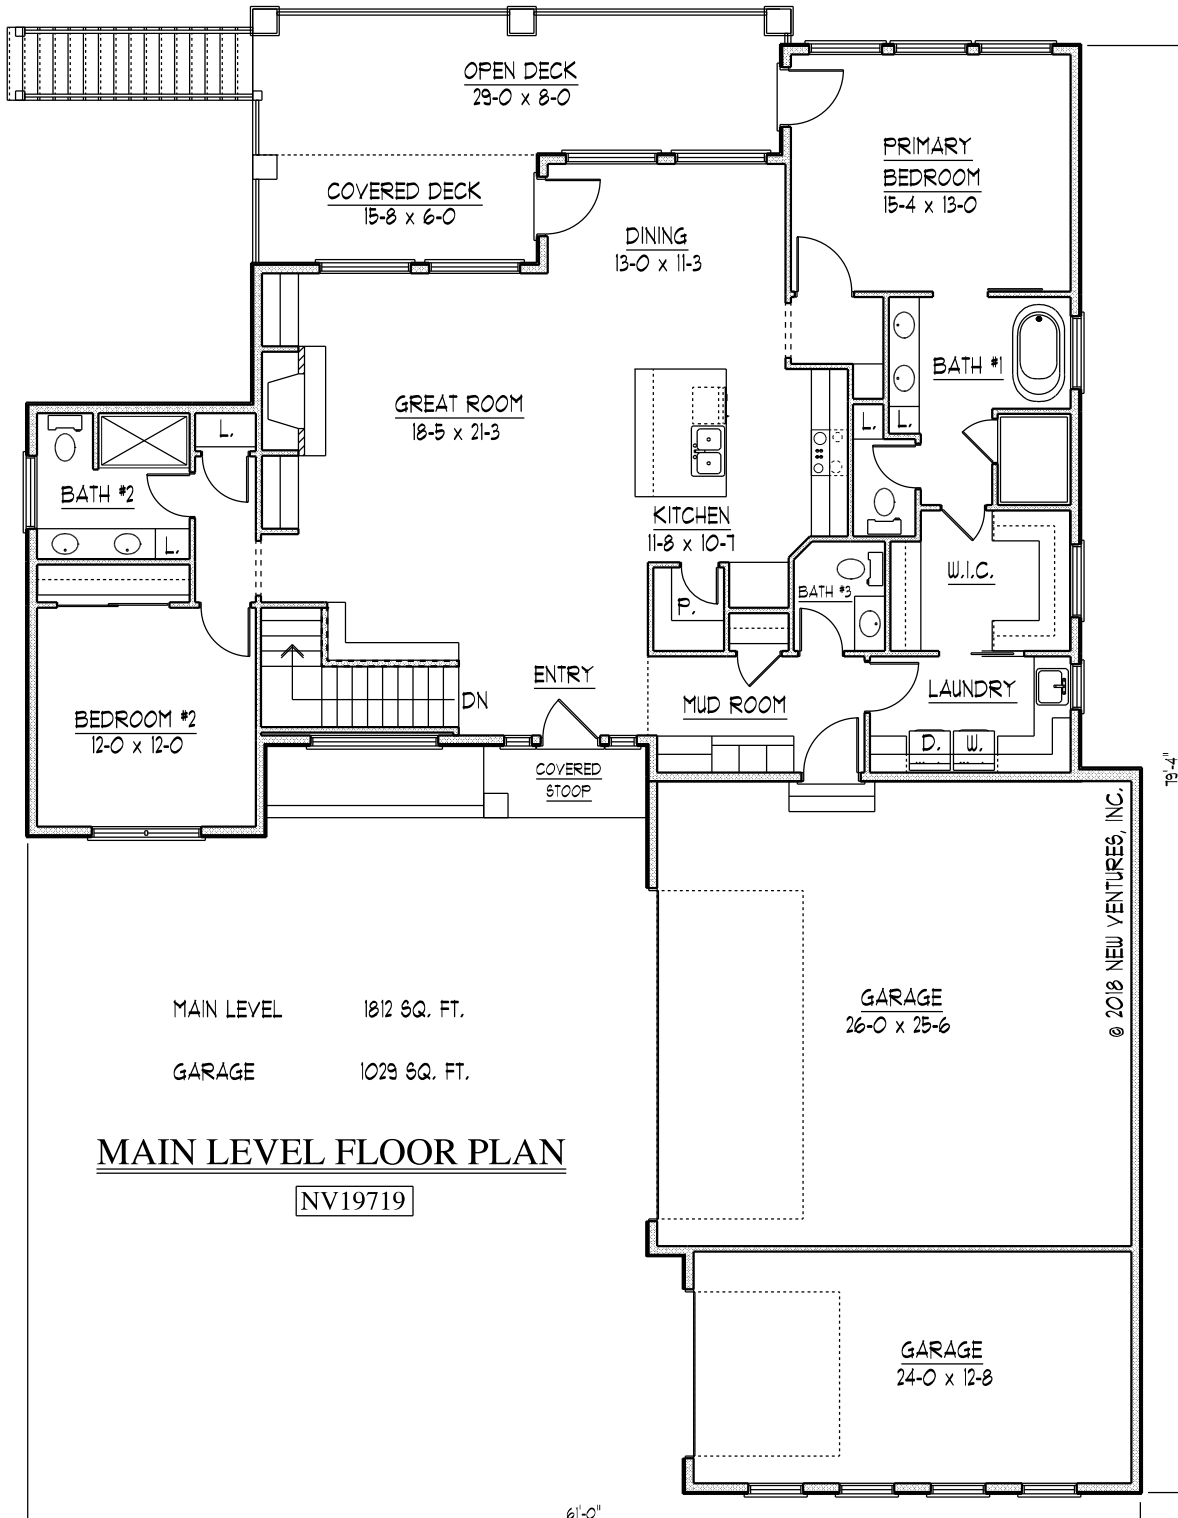 OPEN DECK
29-0 x 8-0
PRIMARY
BEDROOM
15-4 x 13-0
COVERED DECK
15-8 x 6-0
DINING
13-0 x 11-3
BATH #1
GREAT ROOM
18-5 x 21-3
L.
L.
L.
BATH #2
KITCHEN
11-8 x 10-7
L.
W.I.C.
BATH #3
P.
ENTRY
DN
MUD ROOM
LAUNDRY
BEDROOM #2
12-0 x 12-0
D.
W.
COVERED
STOOP
79'-4"
© 2018 NEW VENTURES, INC.
GARAGE
26-0 x 25-6
MAIN LEVEL 1812 SQ. FT.
GARAGE 1029 SQ. FT.
MAIN LEVEL FLOOR PLAN
NV19719
GARAGE
24-0 x 12-8
61'-0"